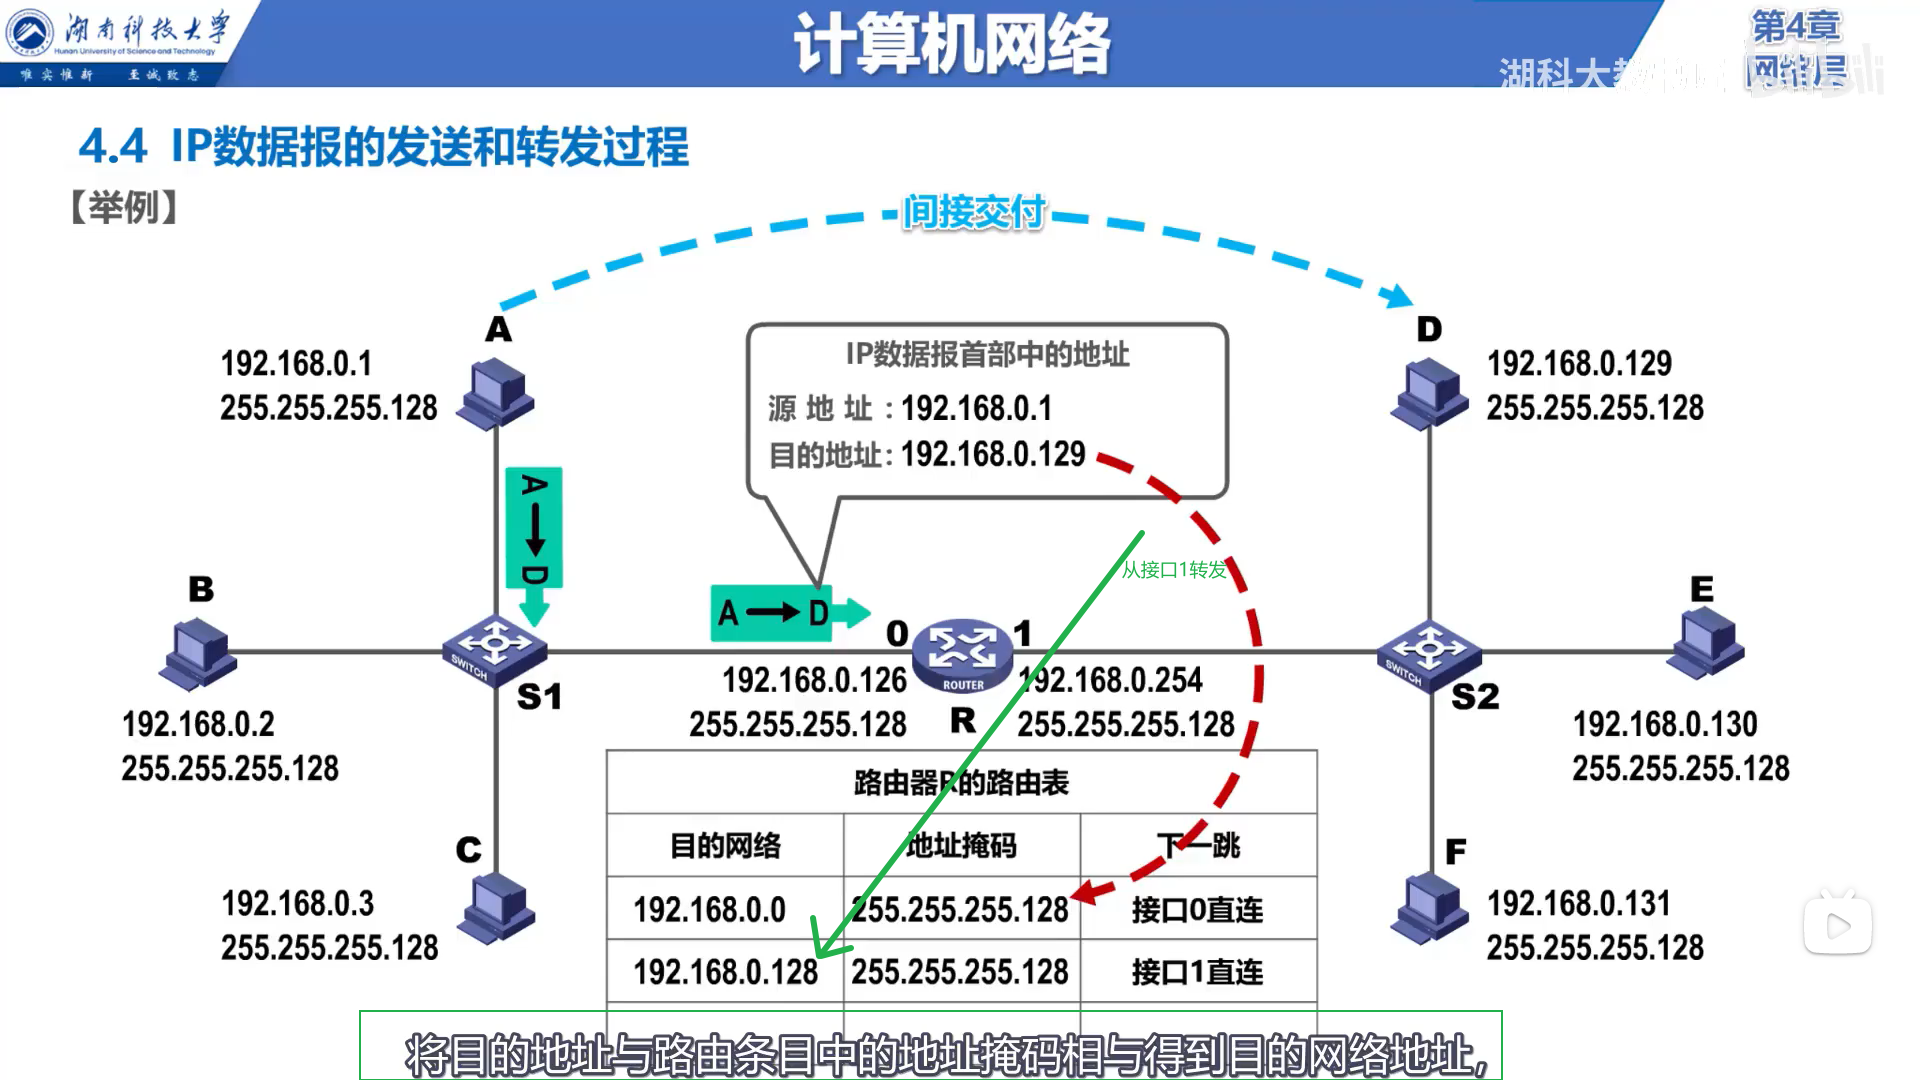 湖南科技大学
Hunan University of Science and Technology
唯实惟新 至诚致志
计算机网络
第4章
网络层
湖科大教书匠
bilibili
4.4 IP数据报的发送和转发过程
【举例】
间接交付
A
192.168.0.1
255.255.255.128
D
192.168.0.129
255.255.255.128
IP数据报首部中的地址
源地址：192.168.0.1
目的地址：192.168.0.129
A → D
从接口1转发
A → D
B
192.168.0.2
255.255.255.128
SWITCH
S1
0
1
ROUTER
R
192.168.0.126
255.255.255.128
192.168.0.254
255.255.255.128
SWITCH
S2
E
192.168.0.130
255.255.255.128
C
192.168.0.3
255.255.255.128
F
192.168.0.131
255.255.255.128
路由器R的路由表
目的网络 地址掩码 下一跳
192.168.0.0 255.255.255.128 接口0直连
192.168.0.128 255.255.255.128 接口1直连
将目的地址与路由条目中的地址掩码相与得到目的网络地址，